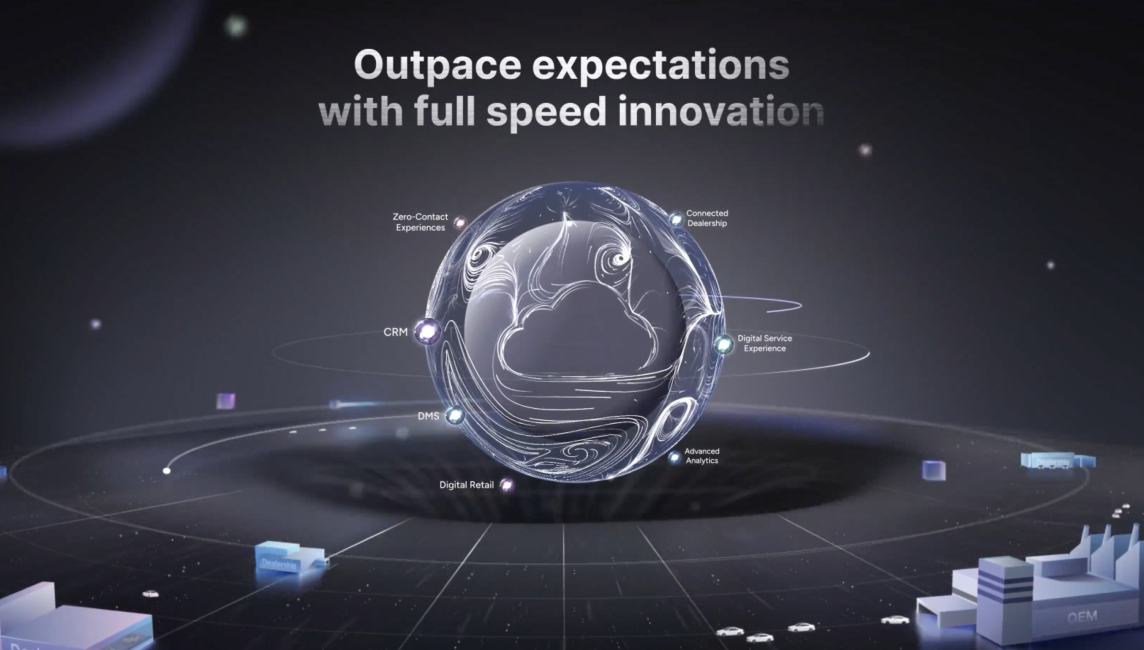 Outpace expectations
with full speed innovation
Zero-Contact
Experiences
Connected
Dealership
CRM
Digital Service
Experience
DMS
Advanced
Analytics
Digital Retail
Dealership
OEM